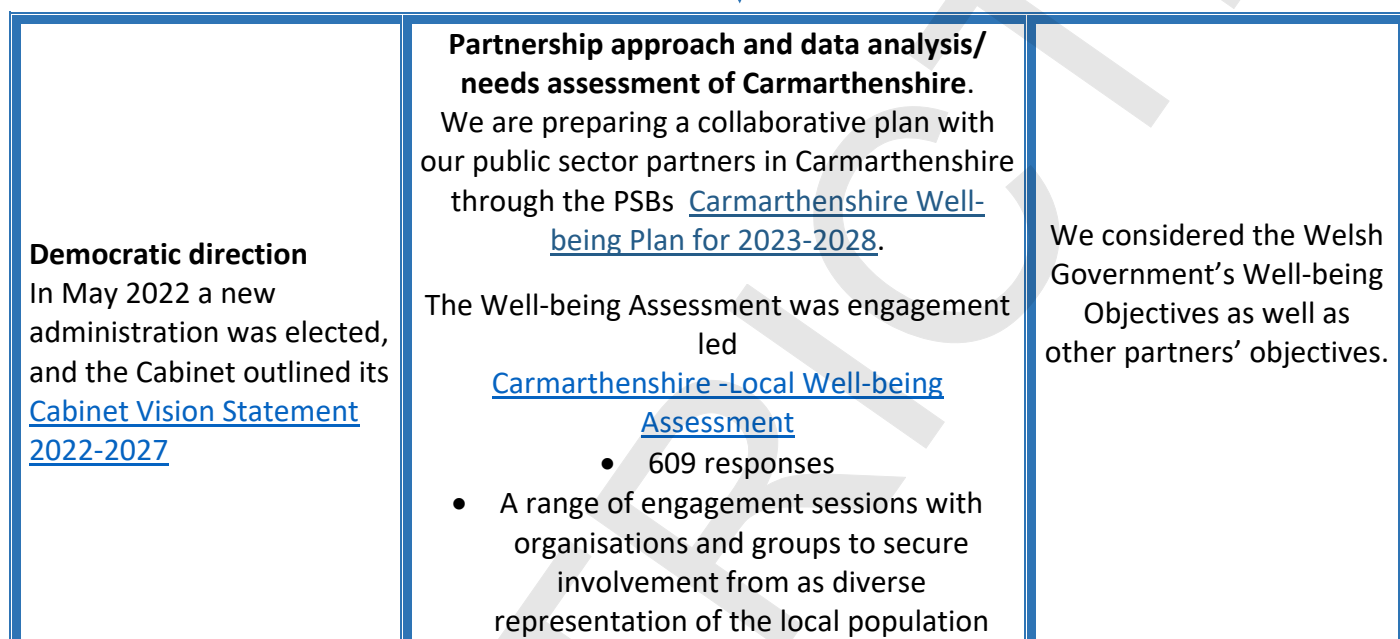 Democratic direction
In May 2022 a new
administration was elected,
and the Cabinet outlined its
Cabinet Vision Statement
2022-2027
Partnership approach and data analysis/
needs assessment of Carmarthenshire.
We are preparing a collaborative plan with
our public sector partners in Carmarthenshire
through the PSBs  Carmarthenshire Well-
being Plan for 2023-2028.
The Well-being Assessment was engagement
led
Carmarthenshire -Local Well-being
Assessment
• 609 responses
• A range of engagement sessions with
organisations and groups to secure
involvement from as diverse
representation of the local population
We considered the Welsh
Government’s Well-being
Objectives as well as
other partners’ objectives.